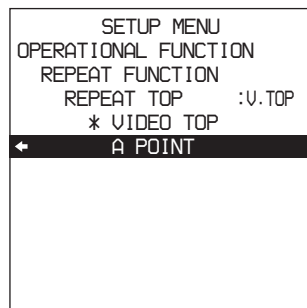 SETUP MENU
OPERATIONAL FUNCTION
REPEAT FUNCTION
REPEAT TOP :V.TOP
* VIDEO TOP
← A POINT